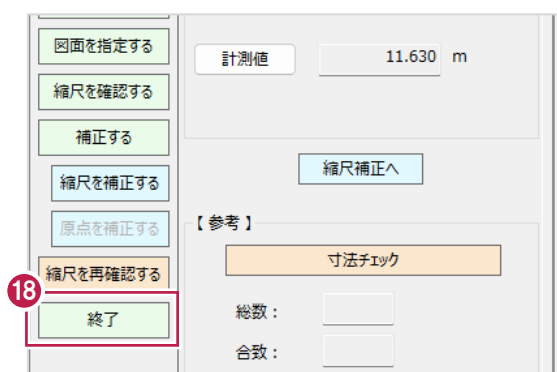 図面を指定する
縮尺を確認する
補正する
縮尺を補正する
原点を補正する
縮尺を再確認する
⑱
終了
計測値 11.630 m
縮尺補正へ
【 参考 】
寸法チェック
総数：
合致：